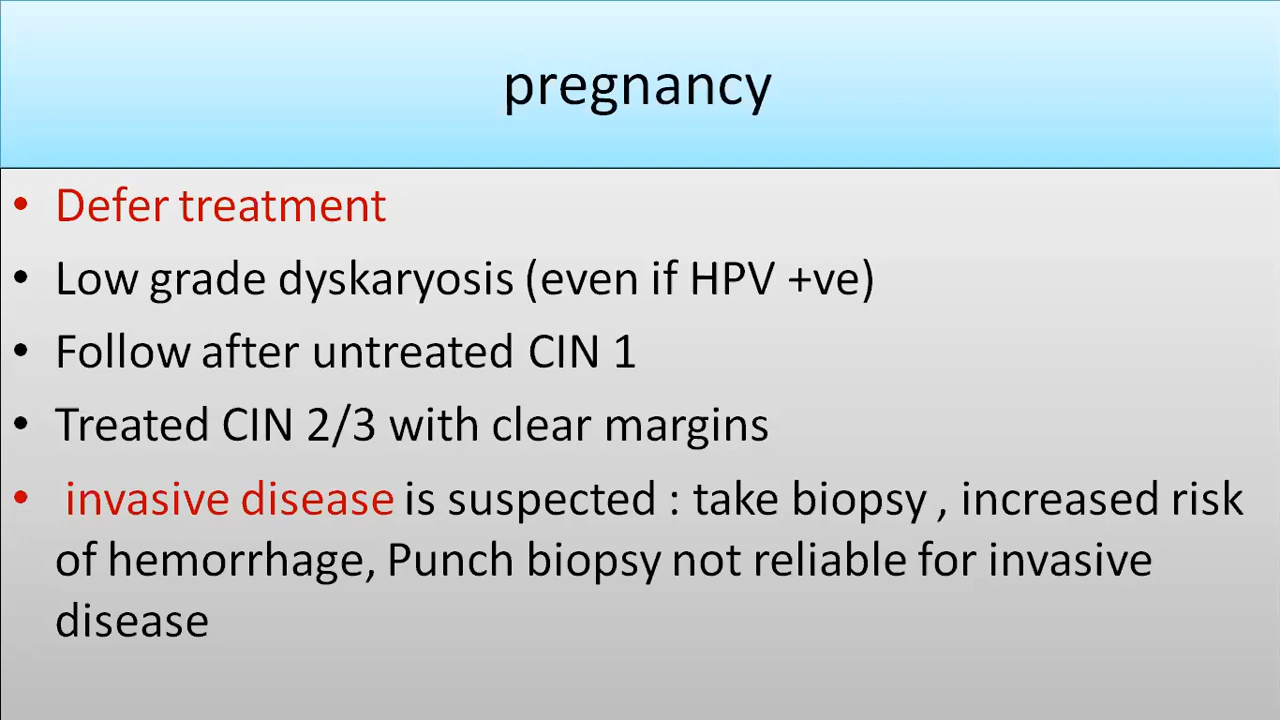 pregnancy
• Defer treatment
• Low grade dyskaryosis (even if HPV +ve)
• Follow after untreated CIN 1
• Treated CIN 2/3 with clear margins
• invasive disease is suspected : take biopsy , increased risk
of hemorrhage, Punch biopsy not reliable for invasive
disease